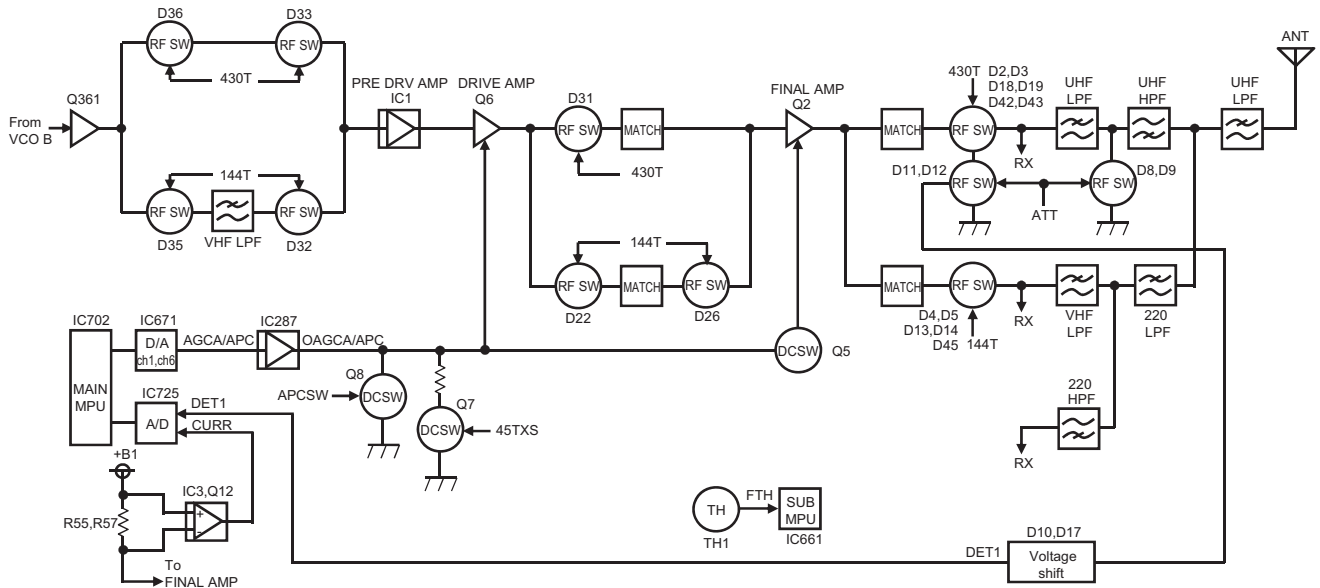 D36
D33
RF SW
RF SW
430T
Q361
From
VCO B
PRE DRV AMP
IC1
DRIVE AMP
Q6
D31
RF SW
MATCH
430T
FINAL AMP
Q2
MATCH
430T
D2,D3
D18,D19
D42,D43
RF SW
RX
UHF
LPF
UHF
HPF
UHF
LPF
ANT
D11,D12
RF SW
ATT
RF SW
D8,D9
144T
RF SW
RF SW
D35
VHF LPF
D32
144T
RF SW
MATCH
RF SW
D22
D26
MATCH
RF SW
D4,D5
D13,D14
D45
144T
RX
VHF
LPF
220
LPF
220
HPF
RX
IC702
MAIN
MPU
IC671
D/A
ch1,ch6
AGCA/APC
IC287
OAGCA/APC
DCSW
Q5
IC725
A/D
DET1
CURR
Q8
APCSW
DCSW
Q7
DCSW
45TXS
+B1
R55,R57
IC3,Q12
+
-
To
FINAL AMP
TH
TH1
FTH
SUB
MPU
IC661
DET1
D10,D17
Voltage
shift